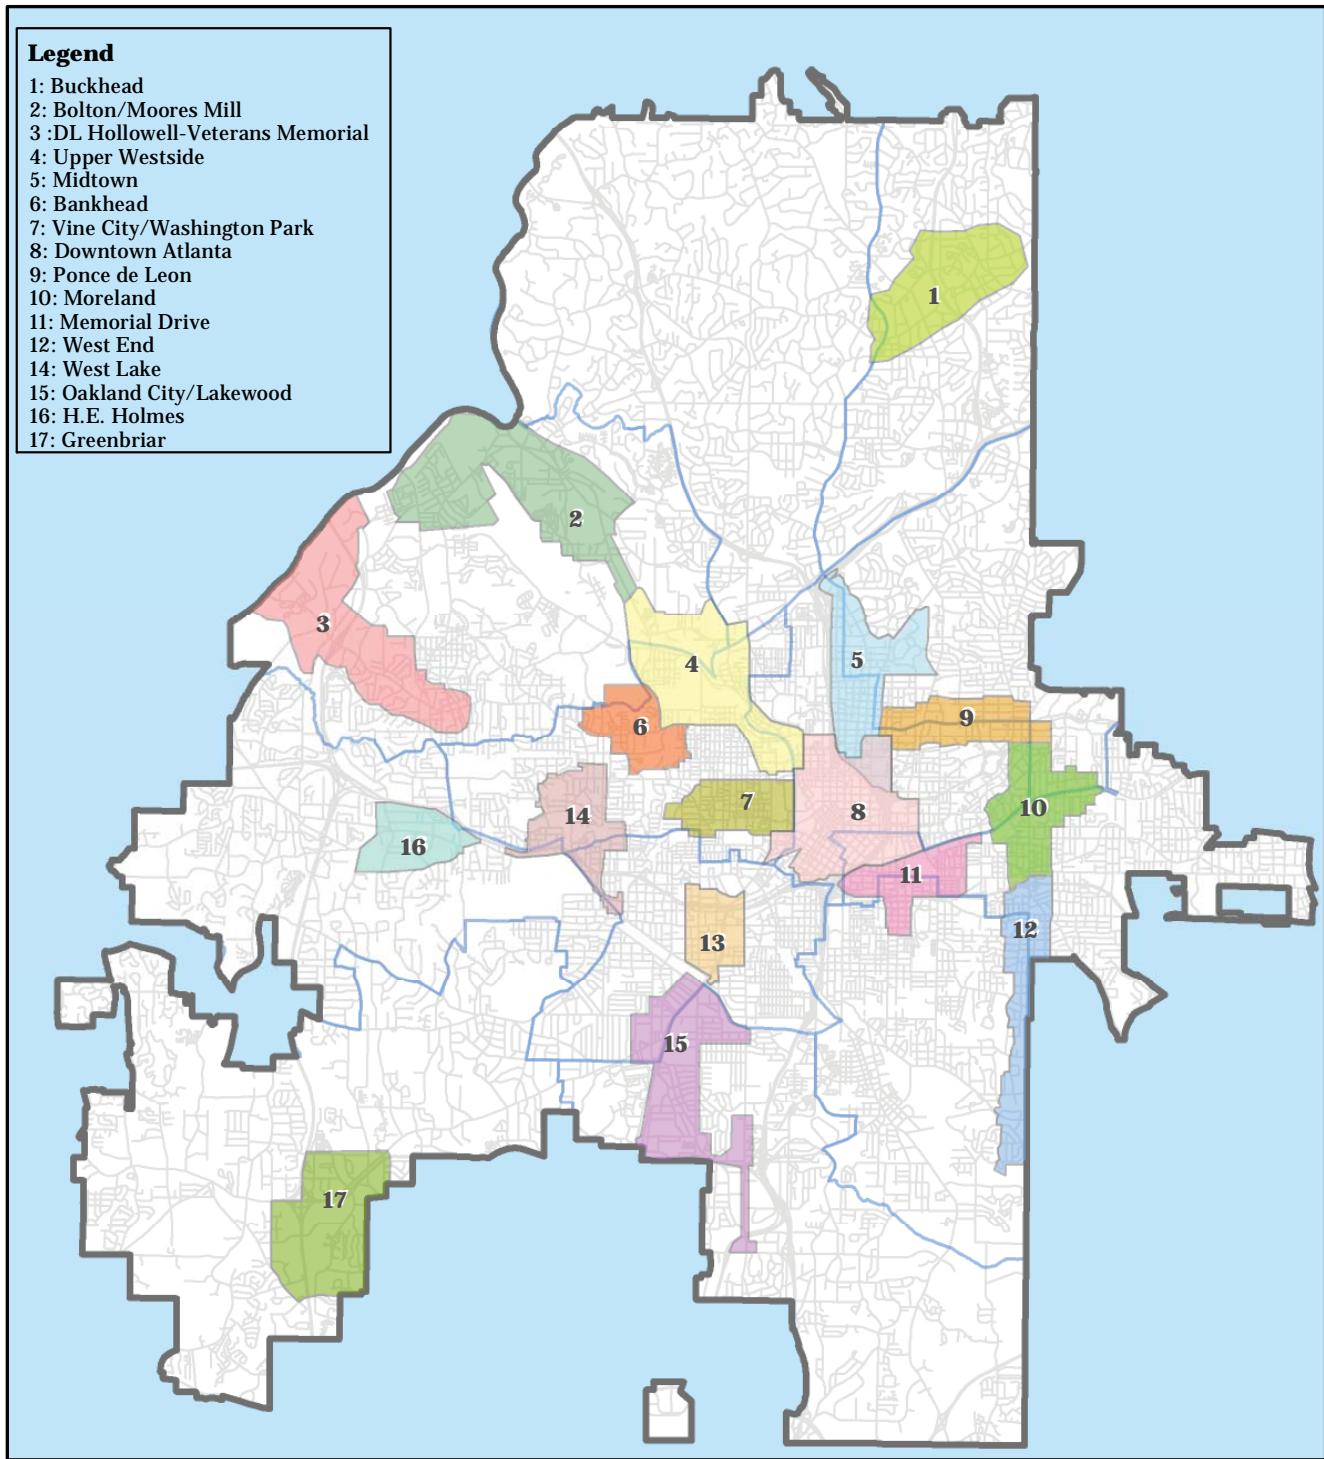 Legend
1: Buckhead
2: Bolton/Moores Mill
3 :DL Hollowell-Veterans Memorial
4: Upper Westside
5: Midtown
6: Bankhead
7: Vine City/Washington Park
8: Downtown Atlanta
9: Ponce de Leon
10: Moreland
11: Memorial Drive
12: West End
14: West Lake
15: Oakland City/Lakewood
16: H.E. Holmes
17: Greenbriar
1
2
3
4
5
6
9
7
10
8
14
16
11
12
13
15
17